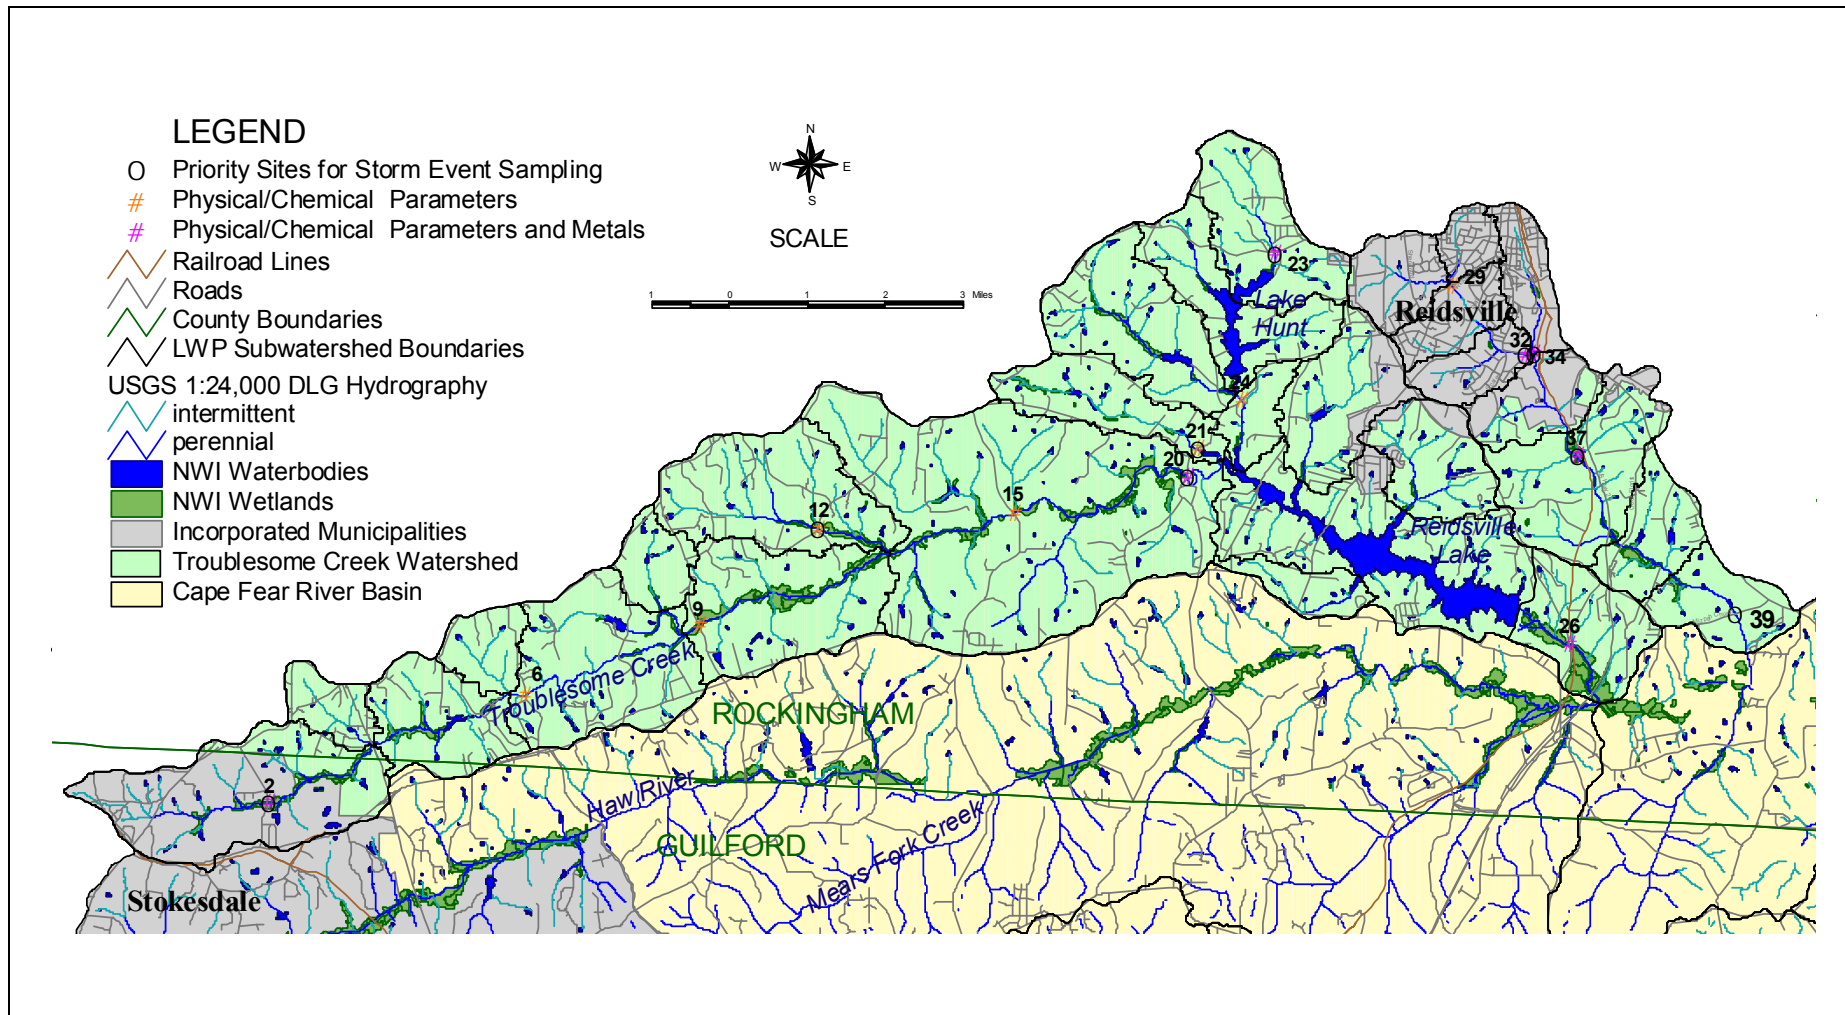 LEGEND
O Priority Sites for Storm Event Sampling
# Physical/Chemical Parameters
# Physical/Chemical Parameters and Metals
Railroad Lines
Roads
County Boundaries
LWP Subwatershed Boundaries
USGS 1:24,000 DLG Hydrography
intermittent
perennial
NWI Waterbodies
NWI Wetlands
Incorporated Municipalities
Troublesome Creek Watershed
Cape Fear River Basin
N
W E
S
SCALE
1 0 1 2 3 Miles
23
Lake
Hunt
29
Reidsville
32
34
24
21
20
37
15
12
Reidsville
Lake
9
39
26
6
Troublesome Creek
ROCKINGHAM
2
Haw River
GUILFORD
Mears Fork Creek
Stokesdale